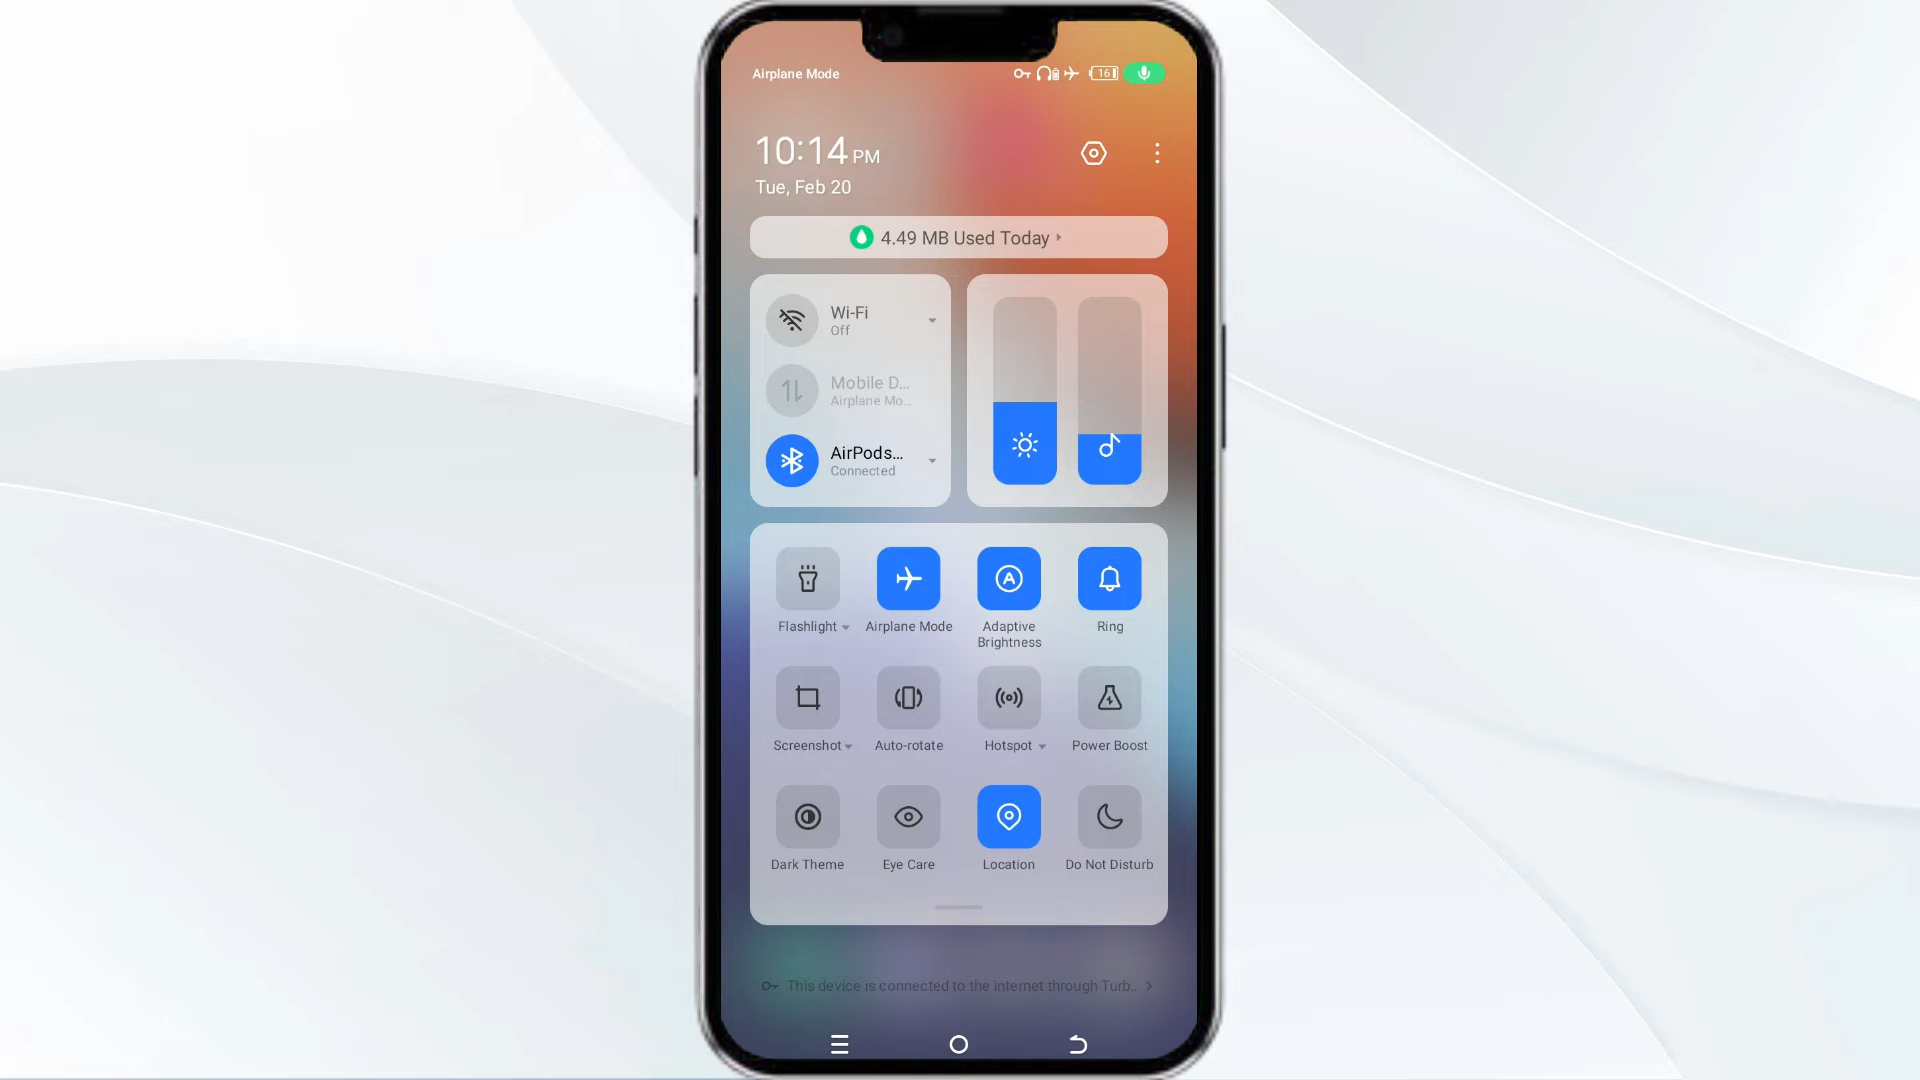 Airplane Mode
16
10:14 PM
Tue, Feb 20
4.49 MB Used Today
Wi-Fi
Off
Mobile D...
Airplane Mo...
AirPods...
Connected
Flashlight
Airplane Mode
Adaptive
Brightness
Ring
Screenshot
Auto-rotate
Hotspot
Power Boost
Dark Theme
Eye Care
Location
Do Not Disturb
This device is connected to the internet through Turb..